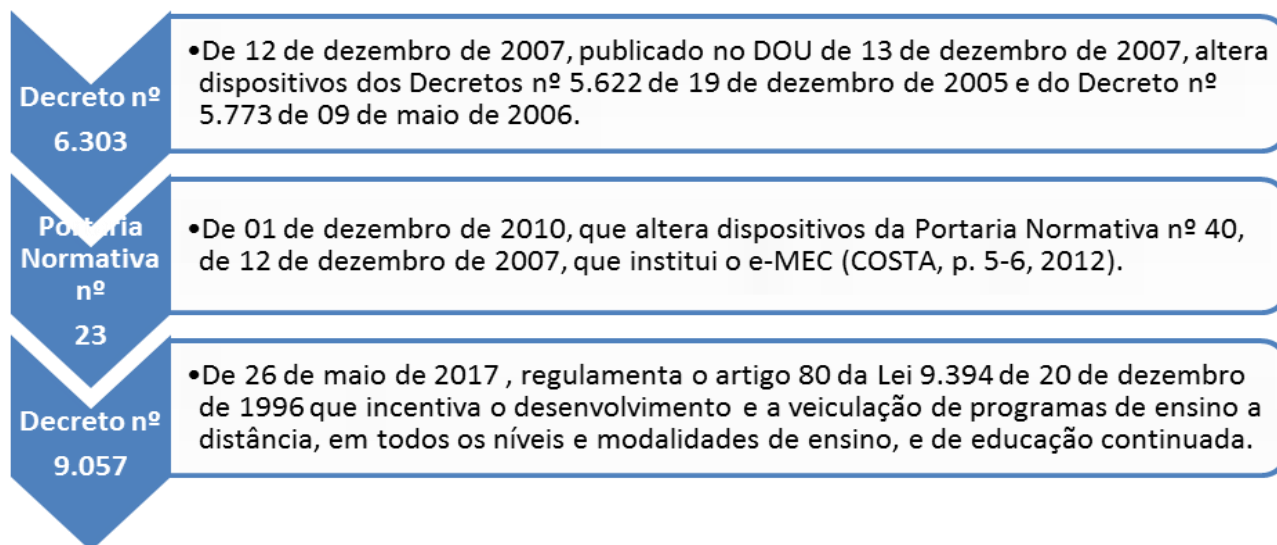 Decreto nº
6.303
•De 12 de dezembro de 2007, publicado no DOU de 13 de dezembro de 2007, altera
dispositivos dos Decretos nº 5.622 de 19 de dezembro de 2005 e do Decreto nº
5.773 de 09 de maio de 2006.
Portaria
Normativa
nº
23
•De 01 de dezembro de 2010, que altera dispositivos da Portaria Normativa nº 40,
de 12 de dezembro de 2007, que institui o e-MEC (COSTA, p. 5-6, 2012).
Decreto nº
9.057
•De 26 de maio de 2017 , regulamenta o artigo 80 da Lei 9.394 de 20 de dezembro
de 1996 que incentiva o desenvolvimento e a veiculação de programas de ensino a
distância, em todos os níveis e modalidades de ensino, e de educação continuada.